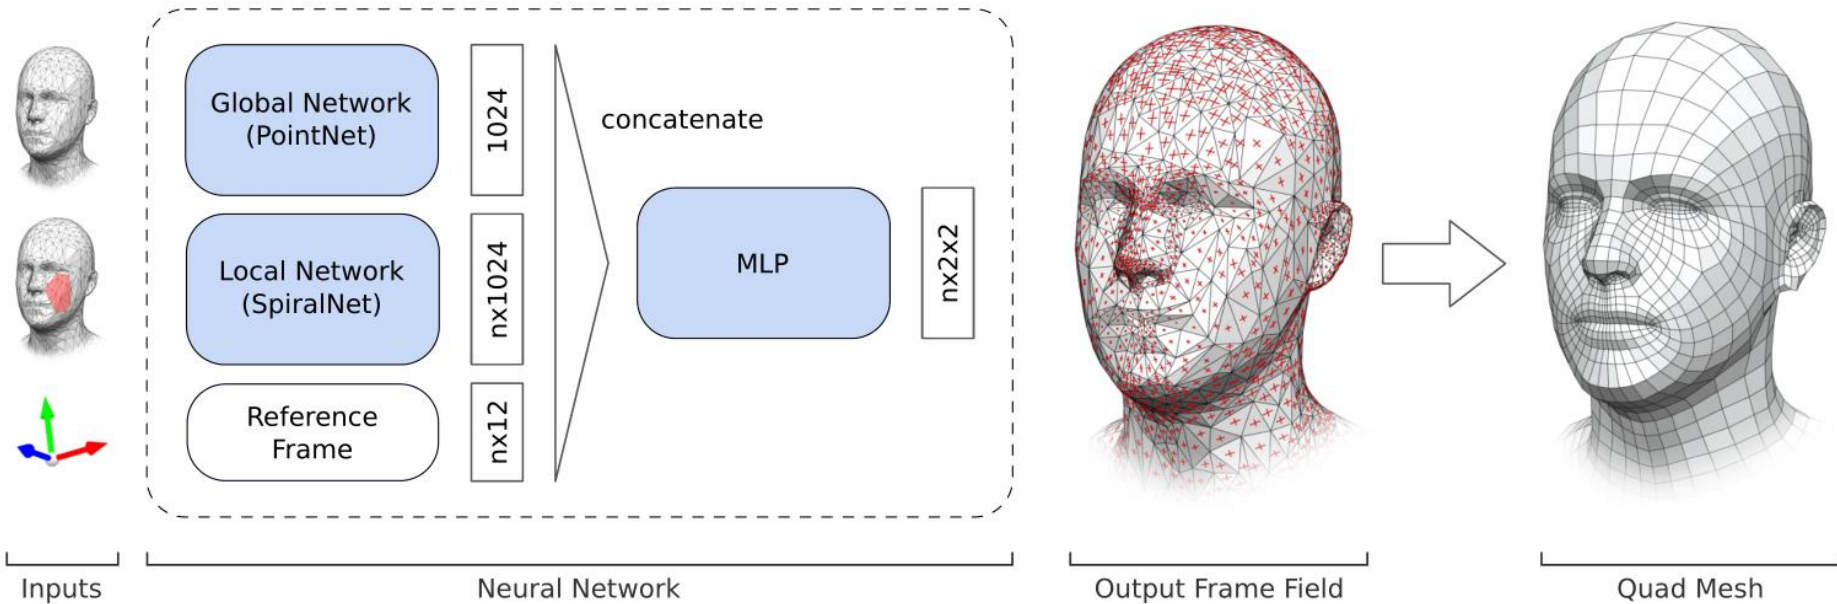 Global Network
(PointNet)
1024
concatenate
Local Network
(SpiralNet)
nx1024
MLP
nx2x2
Reference
Frame
nx12
Inputs
Neural Network
Output Frame Field
Quad Mesh